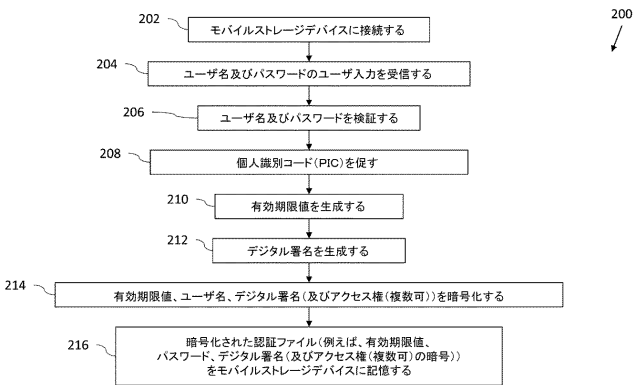 200
202
モバイルストレージデバイスに接続する
204
ユーザ名及びパスワードのユーザ入力を受信する
206
ユーザ名及びパスワードを検証する
208
個人識別コード(PIC)を促す
210
有効期限値を生成する
212
デジタル署名を生成する
214
有効期限値、ユーザ名、デジタル署名(及びアクセス権(複数可))を暗号化する
216
暗号化された認証ファイル(例えば、有効期限値、
パスワード、デジタル署名(及びアクセス権(複数可)の暗号))
をモバイルストレージデバイスに記憶する